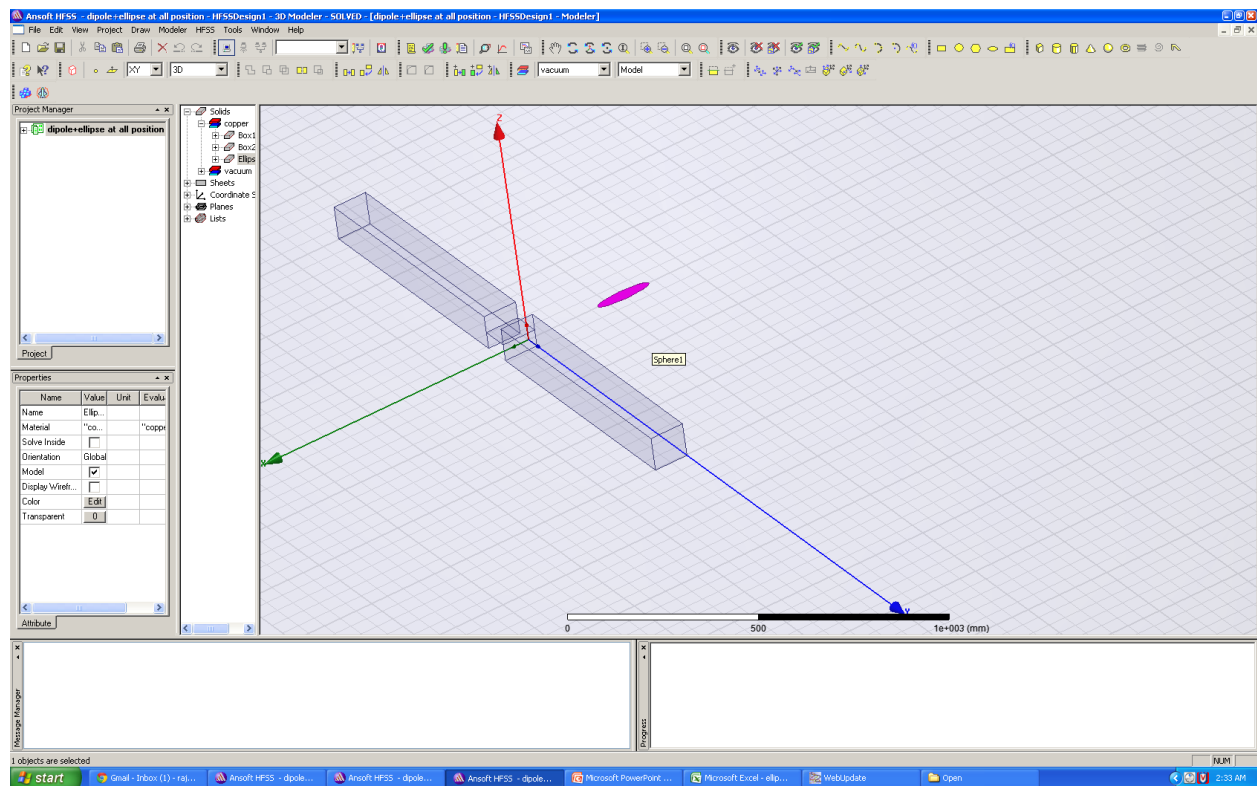 Ansoft HFSS - dipole+ellipse at all position - HFSSDesign1 - 3D Modeler - SOLVED - [dipole+ellipse at all position - HFSSDesign1 - Modeler]
File Edit View Project Draw Modeler HFSS Tools Window Help
XY 3D vacuum Model
Project Manager
dipole+ellipse at all position
Project
Solids
copper
Box1
Box2
Ellips
vacuum
Sheets
Coordinate S
Planes
Lists
Properties
Name Value Unit Evalu
Name Ellip...
Material "co... "coppe
Solve Inside
Orientation Global
Model
Display Wirefr...
Color Edit
Transparent 0
Attribute
Z
Sphere1
X
Y
0 500 1e+003 (mm)
Message Manager
Progress
1 objects are selected
NUM
start Gmail - Inbox (1) - raj... Ansoft HFSS - dipole... Ansoft HFSS - dipole... Ansoft HFSS - dipole... Microsoft PowerPoint ... Microsoft Excel - ellip... WebUpdate Open 2:33 AM